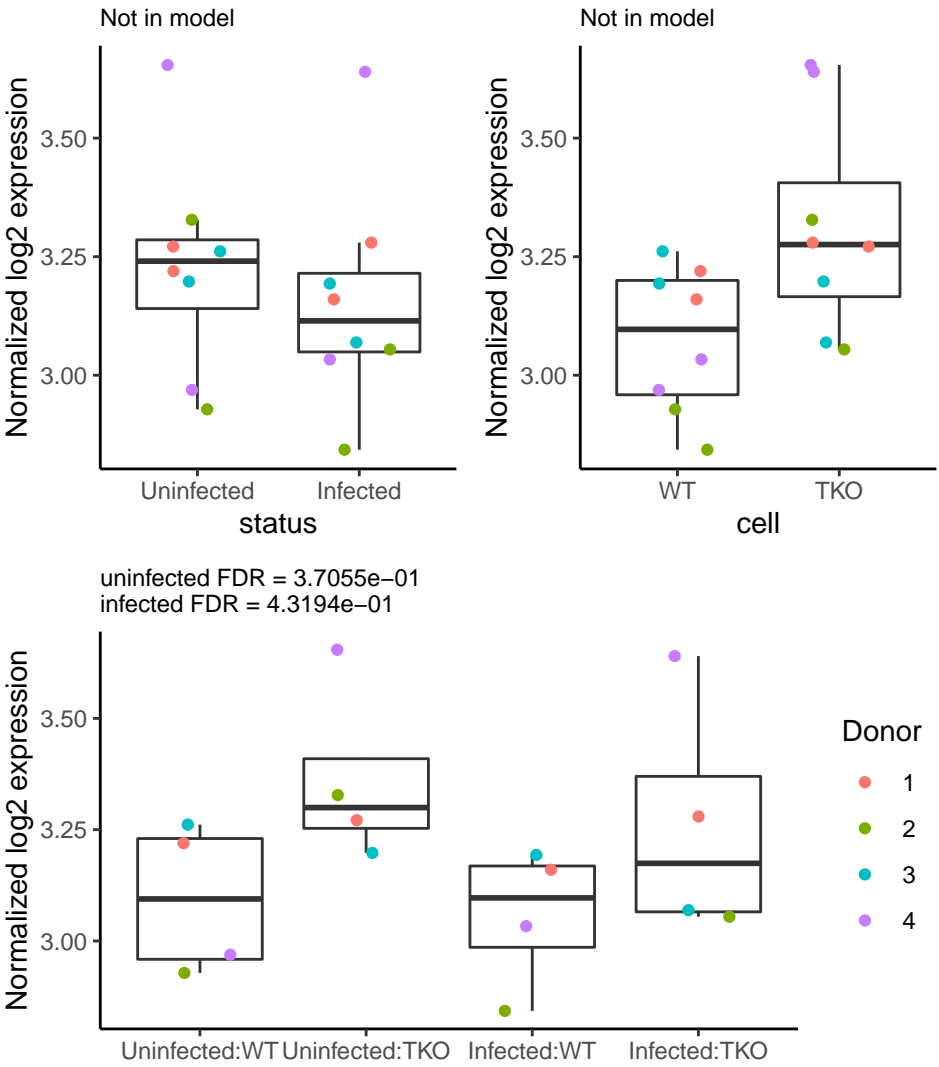 Not in model
Normalized log2 expression
3.50
3.25
3.00
Uninfected Infected
status
Not in model
Normalized log2 expression
3.50
3.25
3.00
WT TKO
cell
uninfected FDR = 3.7055e−01
infected FDR = 4.3194e−01
Normalized log2 expression
3.50
3.25
3.00
Uninfected:WT Uninfected:TKO Infected:WT Infected:TKO
Donor
1
2
3
4